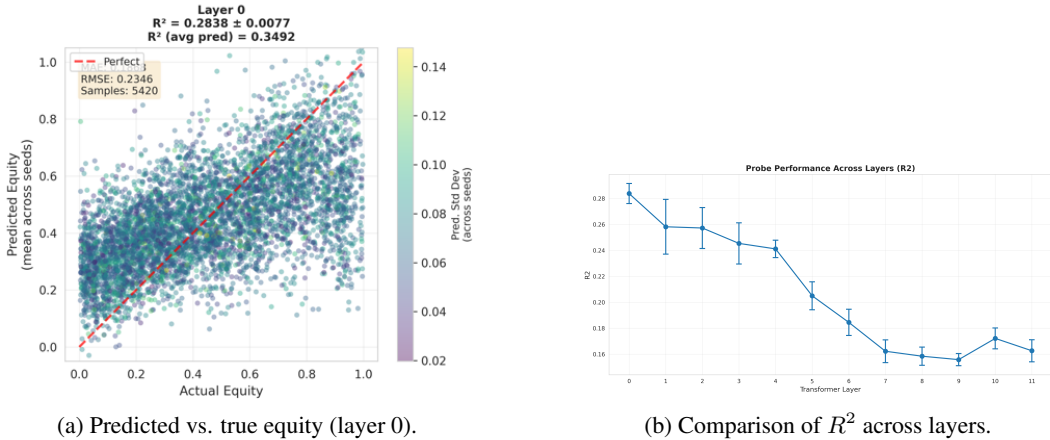 Layer 0
R² = 0.2838 ± 0.0077
R² (avg pred) = 0.3492
Perfect
RMSE: 0.2346
Samples: 5420
1.0
0.8
0.6
0.4
0.2
0.0
Predicted Equity
(mean across seeds)
0.0 0.2 0.4 0.6 0.8 1.0
Actual Equity
0.14
0.12
0.10
0.08
0.06
0.04
0.02
Pred. Std Dev
(across seeds)
(a) Predicted vs. true equity (layer 0).
Probe Performance Across Layers (R2)
0.28
0.26
0.24
0.22
0.20
0.18
0.16
R2
0 1 2 3 4 5 6 7 8 9 10 11
Transformer Layer
(b) Comparison of R² across layers.